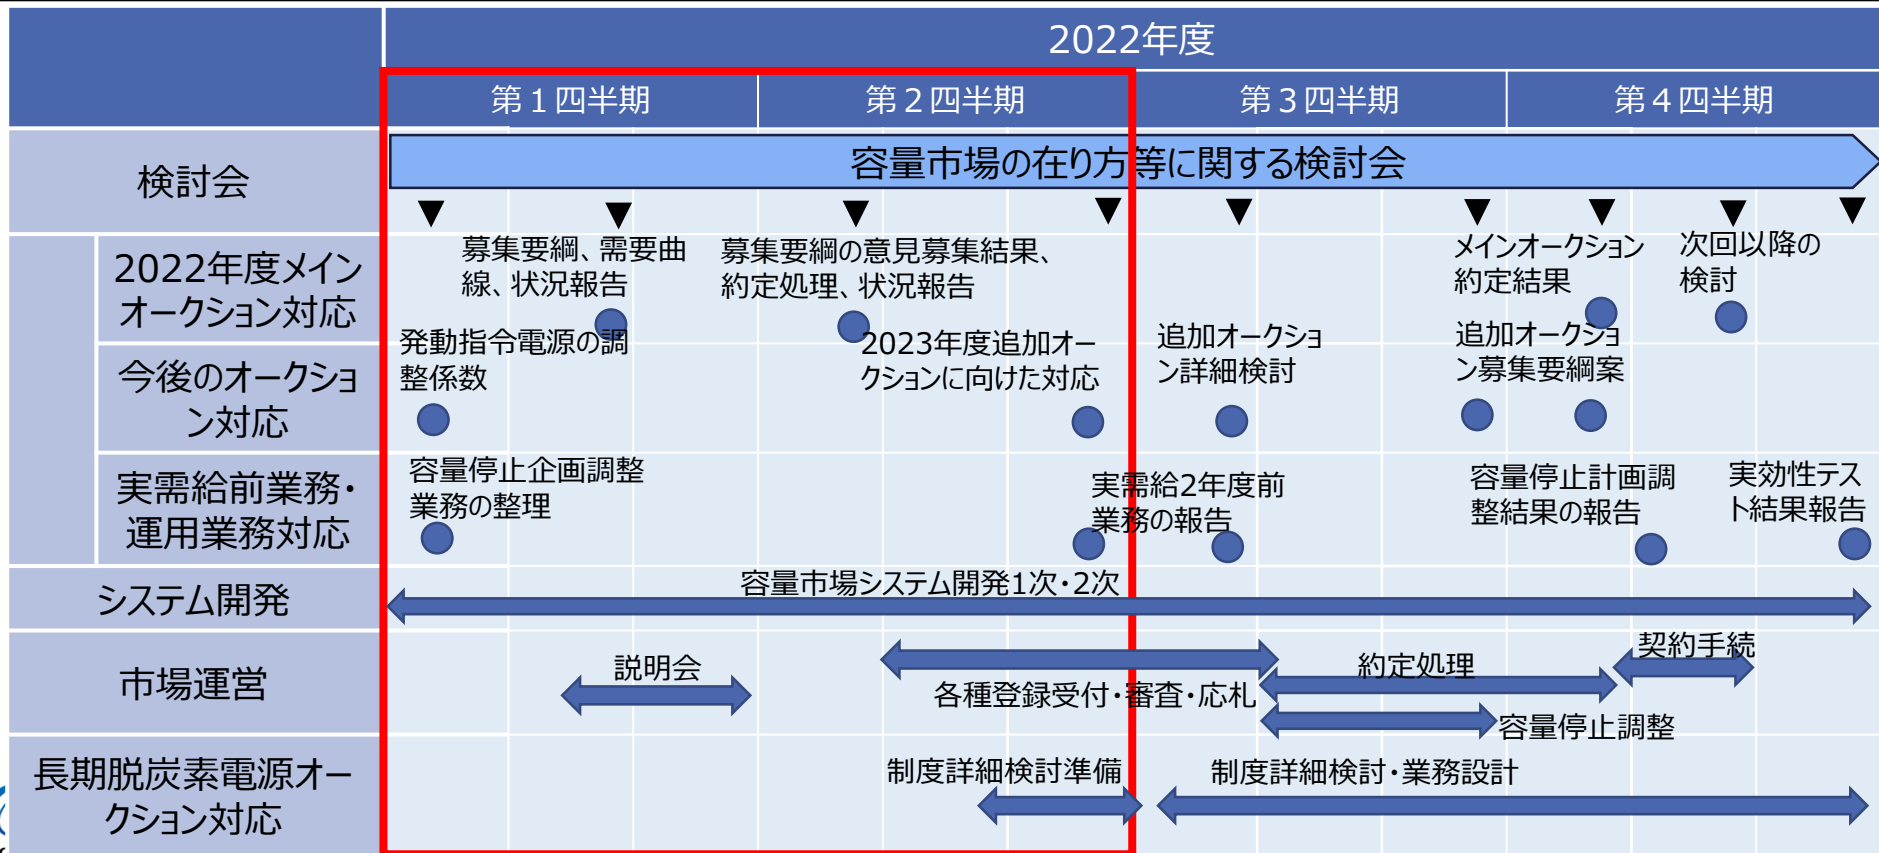 2022年度
第1四半期
第2四半期
第3四半期
第4四半期
検討会
容量市場の在り方等に関する検討会
2022年度メイン
オークション対応
募集要綱、需要曲
線、状況報告
募集要綱の意見募集結果、
約定処理、状況報告
メインオークション
約定結果
次回以降の
検討
今後のオークショ
ン対応
発動指令電源の調
整係数
2023年度追加オー
クションに向けた対応
追加オークショ
ン詳細検討
追加オークショ
ン募集要綱案
実需給前業務・
運用業務対応
容量停止企画調整
業務の整理
実需給2年度前
業務の報告
容量停止計画調
整結果の報告
実効性テス
ト結果報告
システム開発
容量市場システム開発1次・2次
市場運営
説明会
各種登録受付・審査・応札
約定処理
契約手続
容量停止調整
長期脱炭素電源オー
クション対応
制度詳細検討準備
制度詳細検討・業務設計